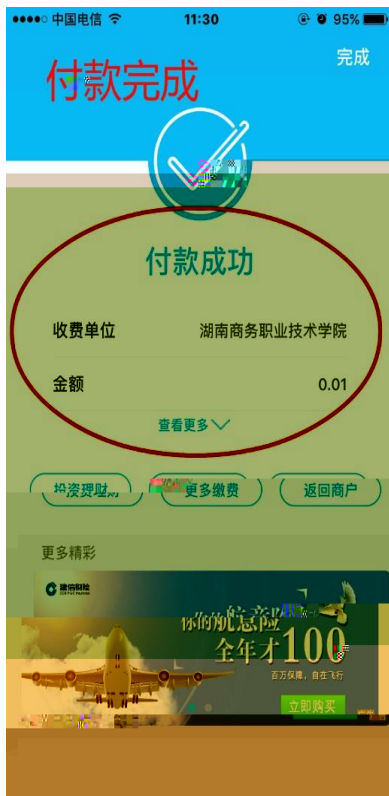 中国电信 11:30 95%
完成
付款完成
付款成功
收费单位 湖南商务职业技术学院
金额 0.01
查看更多
投资理财 更多缴费 返回商户
更多精彩
建信财险
你的航意险
全年才100
百万保障，自在飞行
立即购买